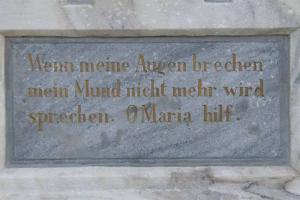 Wenn meine Augen brechen
mein Mund nicht mehr wird
sprechen. O Maria hilf.